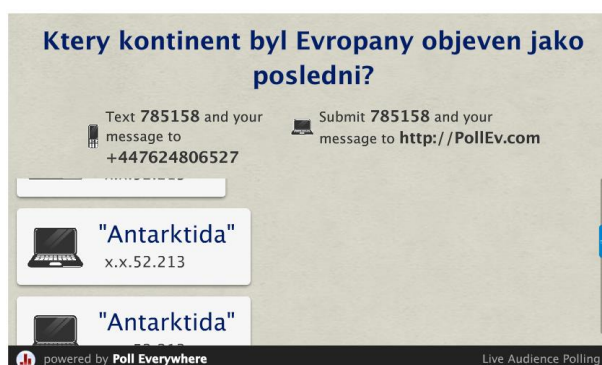 Ktery kontinent byl Evropany objeven jako
posledni?
Text 785158 and your
message to
+447624806527
Submit 785158 and your
message to http://PollEv.com
"Antarktida"
x.x.52.213
"Antarktida"
powered by Poll Everywhere
Live Audience Polling